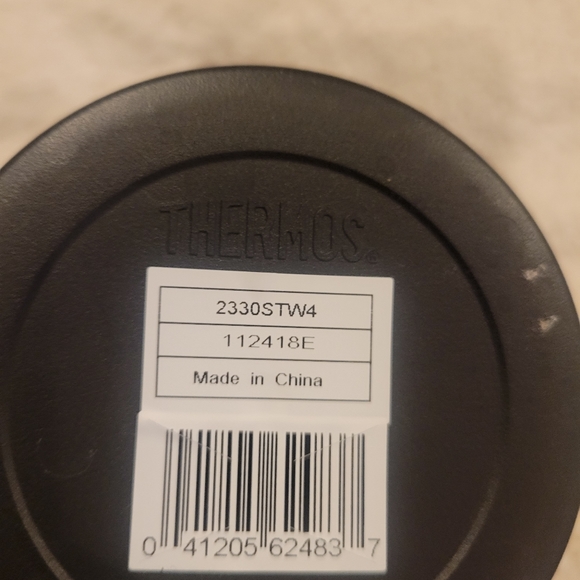 THERMOS.
2330STW4
112418E
Made in China
0 41205 62483 7